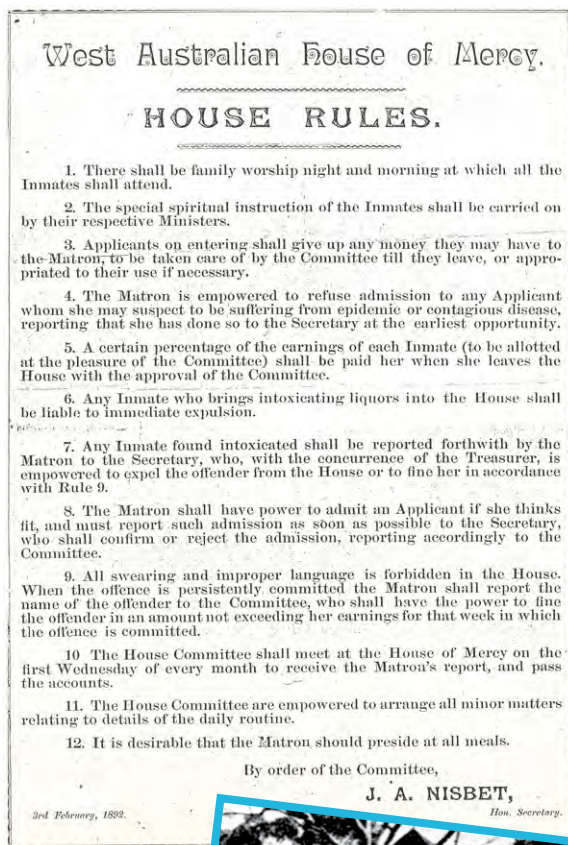 West Australian House of Mercy.
HOUSE RULES.
1. There shall be family worship night and morning at which all the
Inmates shall attend.
2. The special spiritual instruction of the Inmates shall be carried on
by their respective Ministers.
3. Applicants on entering shall give up any money they may have to
the Matron, to be taken care of by the Committee till they leave, or appro-
priated to their use if necessary.
4. The Matron is empowered to refuse admission to any Applicant
whom she may suspect to be suffering from epidemic or contagious disease,
reporting that she has done so to the Secretary at the earliest opportunity.
5. A certain percentage of the earnings of each Inmate (to be allotted
at the pleasure of the Committee) shall be paid her when she leaves the
House with the approval of the Committee.
6. Any Inmate who brings intoxicating liquors into the House shall
be liable to immediate expulsion.
7. Any Inmate found intoxicated shall be reported forthwith by the
Matron to the Secretary, who, with the concurrence of the Treasurer, is
empowered to expel the offender from the House or to fine her in accordance
with Rule 9.
8. The Matron shall have power to admit an Applicant if she thinks
fit, and must report such admission as soon as possible to the Secretary,
who shall confirm or reject the admission, reporting accordingly to the
Committee.
9. All swearing and improper language is forbidden in the House.
When the offence is persistently committed the Matron shall report the
name of the offender to the Committee, who shall have the power to fine
the offender in an amount not exceeding her earnings for that week in which
the offence is committed.
10 The House Committee shall meet at the House of Mercy on the
first Wednesday of every month to receive the Matron's report, and pass
the accounts.
11. The House Committee are empowered to arrange all minor matters
relating to details of the daily routine.
12. It is desirable that the Matron should preside at all meals.
By order of the Committee,
J. A. NISBET,
3rd February, 1892. Hon. Secretary.